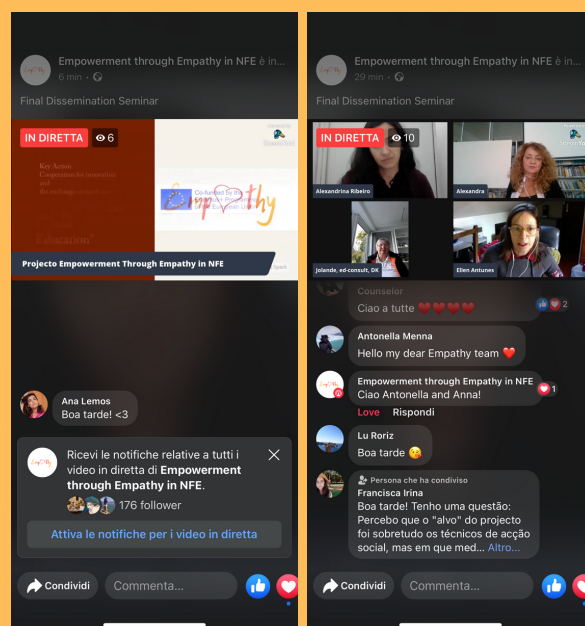 Empowerment through Empathy in NFE è in...
6 min
Final Dissemination Seminar
IN DIRETTA 6
Key Action
Cooperation for innovation
and
Education
Co-funded by the
Empathy
Projecto Empowerment Through Empathy in NFE
Ana Lemos
Boa tarde! <3
Ricevi le notifiche relative a tutti i
video in diretta di Empowerment
through Empathy in NFE.
176 follower
Attiva le notifiche per i video in diretta
Condividi
Commenta...
Empowerment through Empathy in NFE è in...
29 min
Final Dissemination Seminar
IN DIRETTA 10
Alexandrina Ribeiro
Alexandra
Jolande, ed-consult, DK
Ellen Antunes
Counselor
Ciao a tutte ❤️❤️❤️❤️
2
Antonella Menna
Hello my dear Empathy team ❤️
Empowerment through Empathy in NFE
Ciao Antonella and Anna!
1
Love Rispondi
Lu Roriz
Boa tarde 😘
Persona che ha condiviso
Francisca Irina
Boa tarde! Tenho uma questão:
Percebo que o "alvo" do projecto
foi sobretudo os técnicos de acção
social, mas em que med... Altro...
Condividi
Commenta...